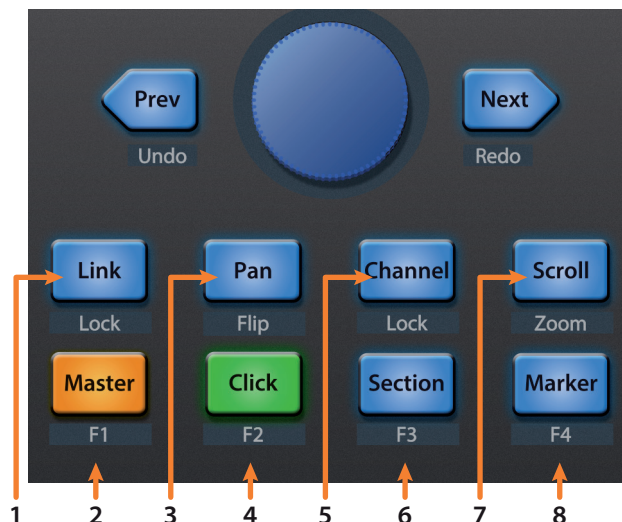 Prev Next
Undo Redo
Link Pan Channel Scroll
Lock Flip Lock Zoom
Master Click Section Marker
F1 F2 F3 F4
1 2 3 4 5 6 7 8